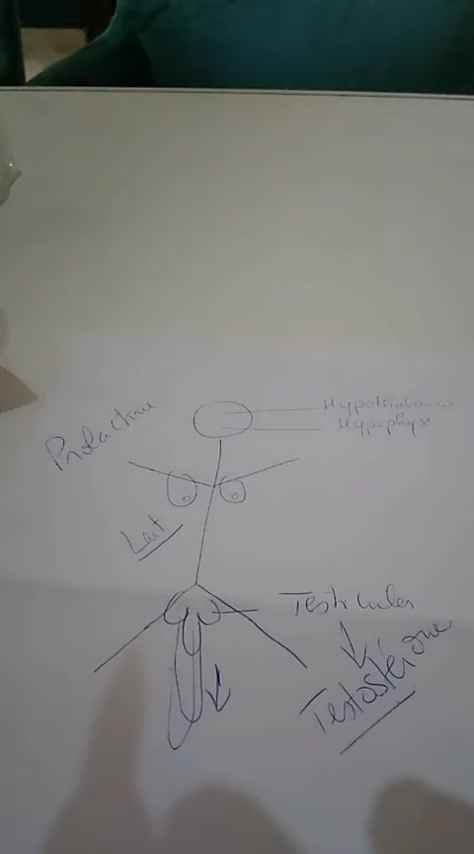 Hypothalamus
Hypophyse
Prolactine
Lait
Testicules
Testostérone